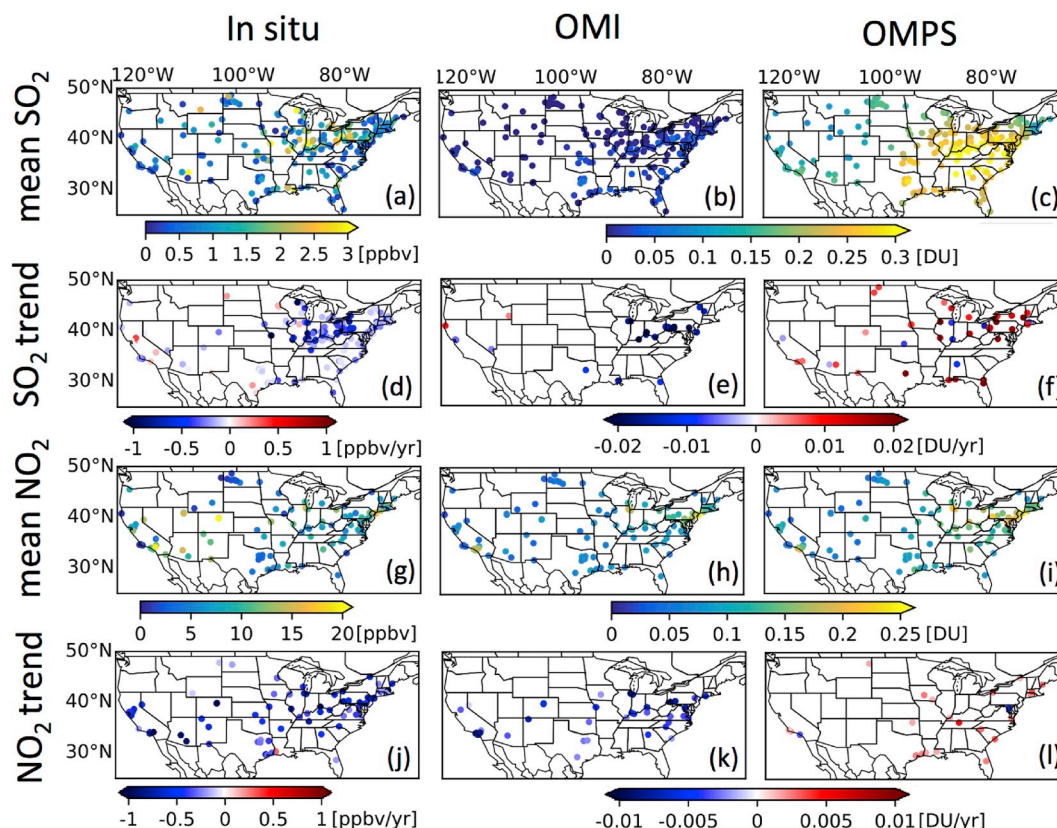 In situ OMI OMPS
120°W 100°W 80°W 120°W 100°W 80°W 120°W 100°W 80°W
mean SO2
50°N
40°N
30°N
(a) (b) (c)
0 0.5 1 1.5 2 2.5 3 [ppbv]
0 0.05 0.1 0.15 0.2 0.25 0.3 [DU]
SO2 trend
50°N
40°N
30°N
(d) (e) (f)
-1 -0.5 0 0.5 1 [ppbv/yr]
-0.02 -0.01 0 0.01 0.02 [DU/yr]
mean NO2
50°N
40°N
30°N
(g) (h) (i)
0 5 10 15 20 [ppbv]
0 0.05 0.1 0.15 0.2 0.25 [DU]
NO2 trend
50°N
40°N
30°N
(j) (k) (l)
-1 -0.5 0 0.5 1 [ppbv/yr]
-0.01 -0.005 0 0.005 0.01 [DU/yr]